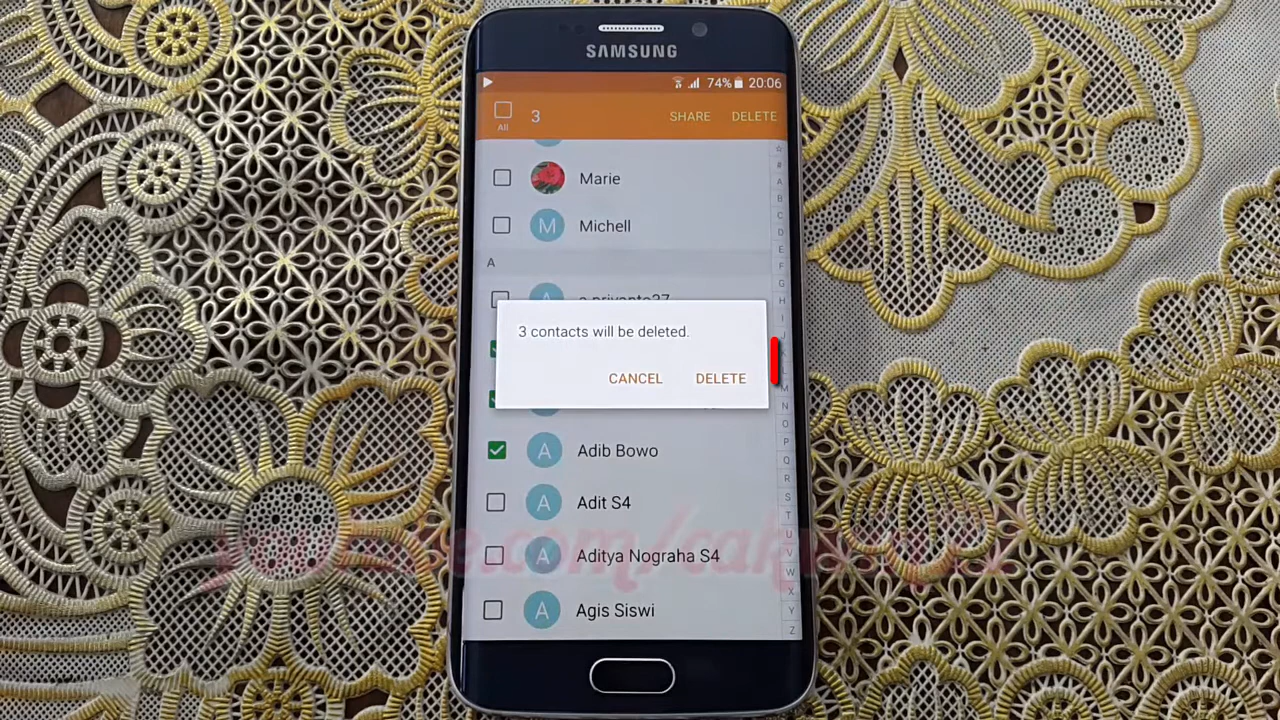 SAMSUNG
74% 20:06
All 3 SHARE DELETE
Marie
M Michell
A
3 contacts will be deleted.
CANCEL DELETE
A Adib Bowo
A Adit S4
A Aditya Nograha S4
A Agis Siswi
☆
#
A
B
C
D
E
F
G
H
I
J
K
L
M
N
O
P
Q
R
S
T
U
V
W
X
Y
Z